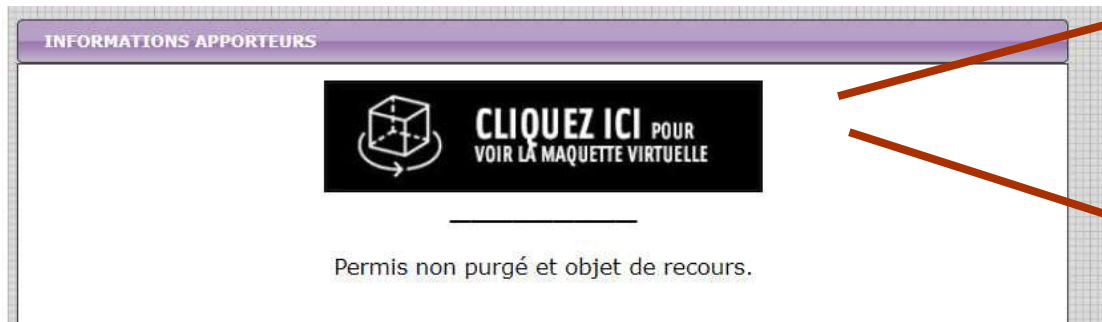 INFORMATIONS APPORTEURS
CLIQUEZ ICI POUR
VOIR LA MAQUETTE VIRTUELLE
Permis non purgé et objet de recours.